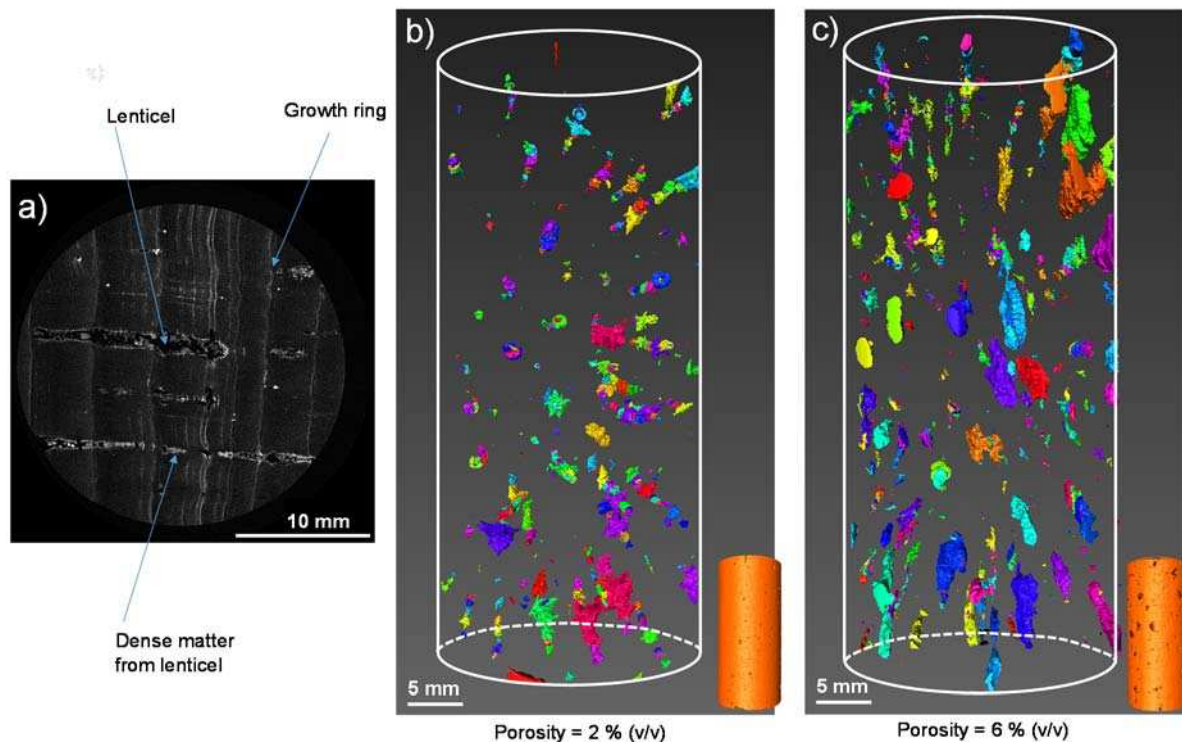 b)
c)
Lenticel
Growth ring
a)
10 mm
Dense matter
from lenticel
5 mm
5 mm
Porosity = 2 % (v/v)
Porosity = 6 % (v/v)